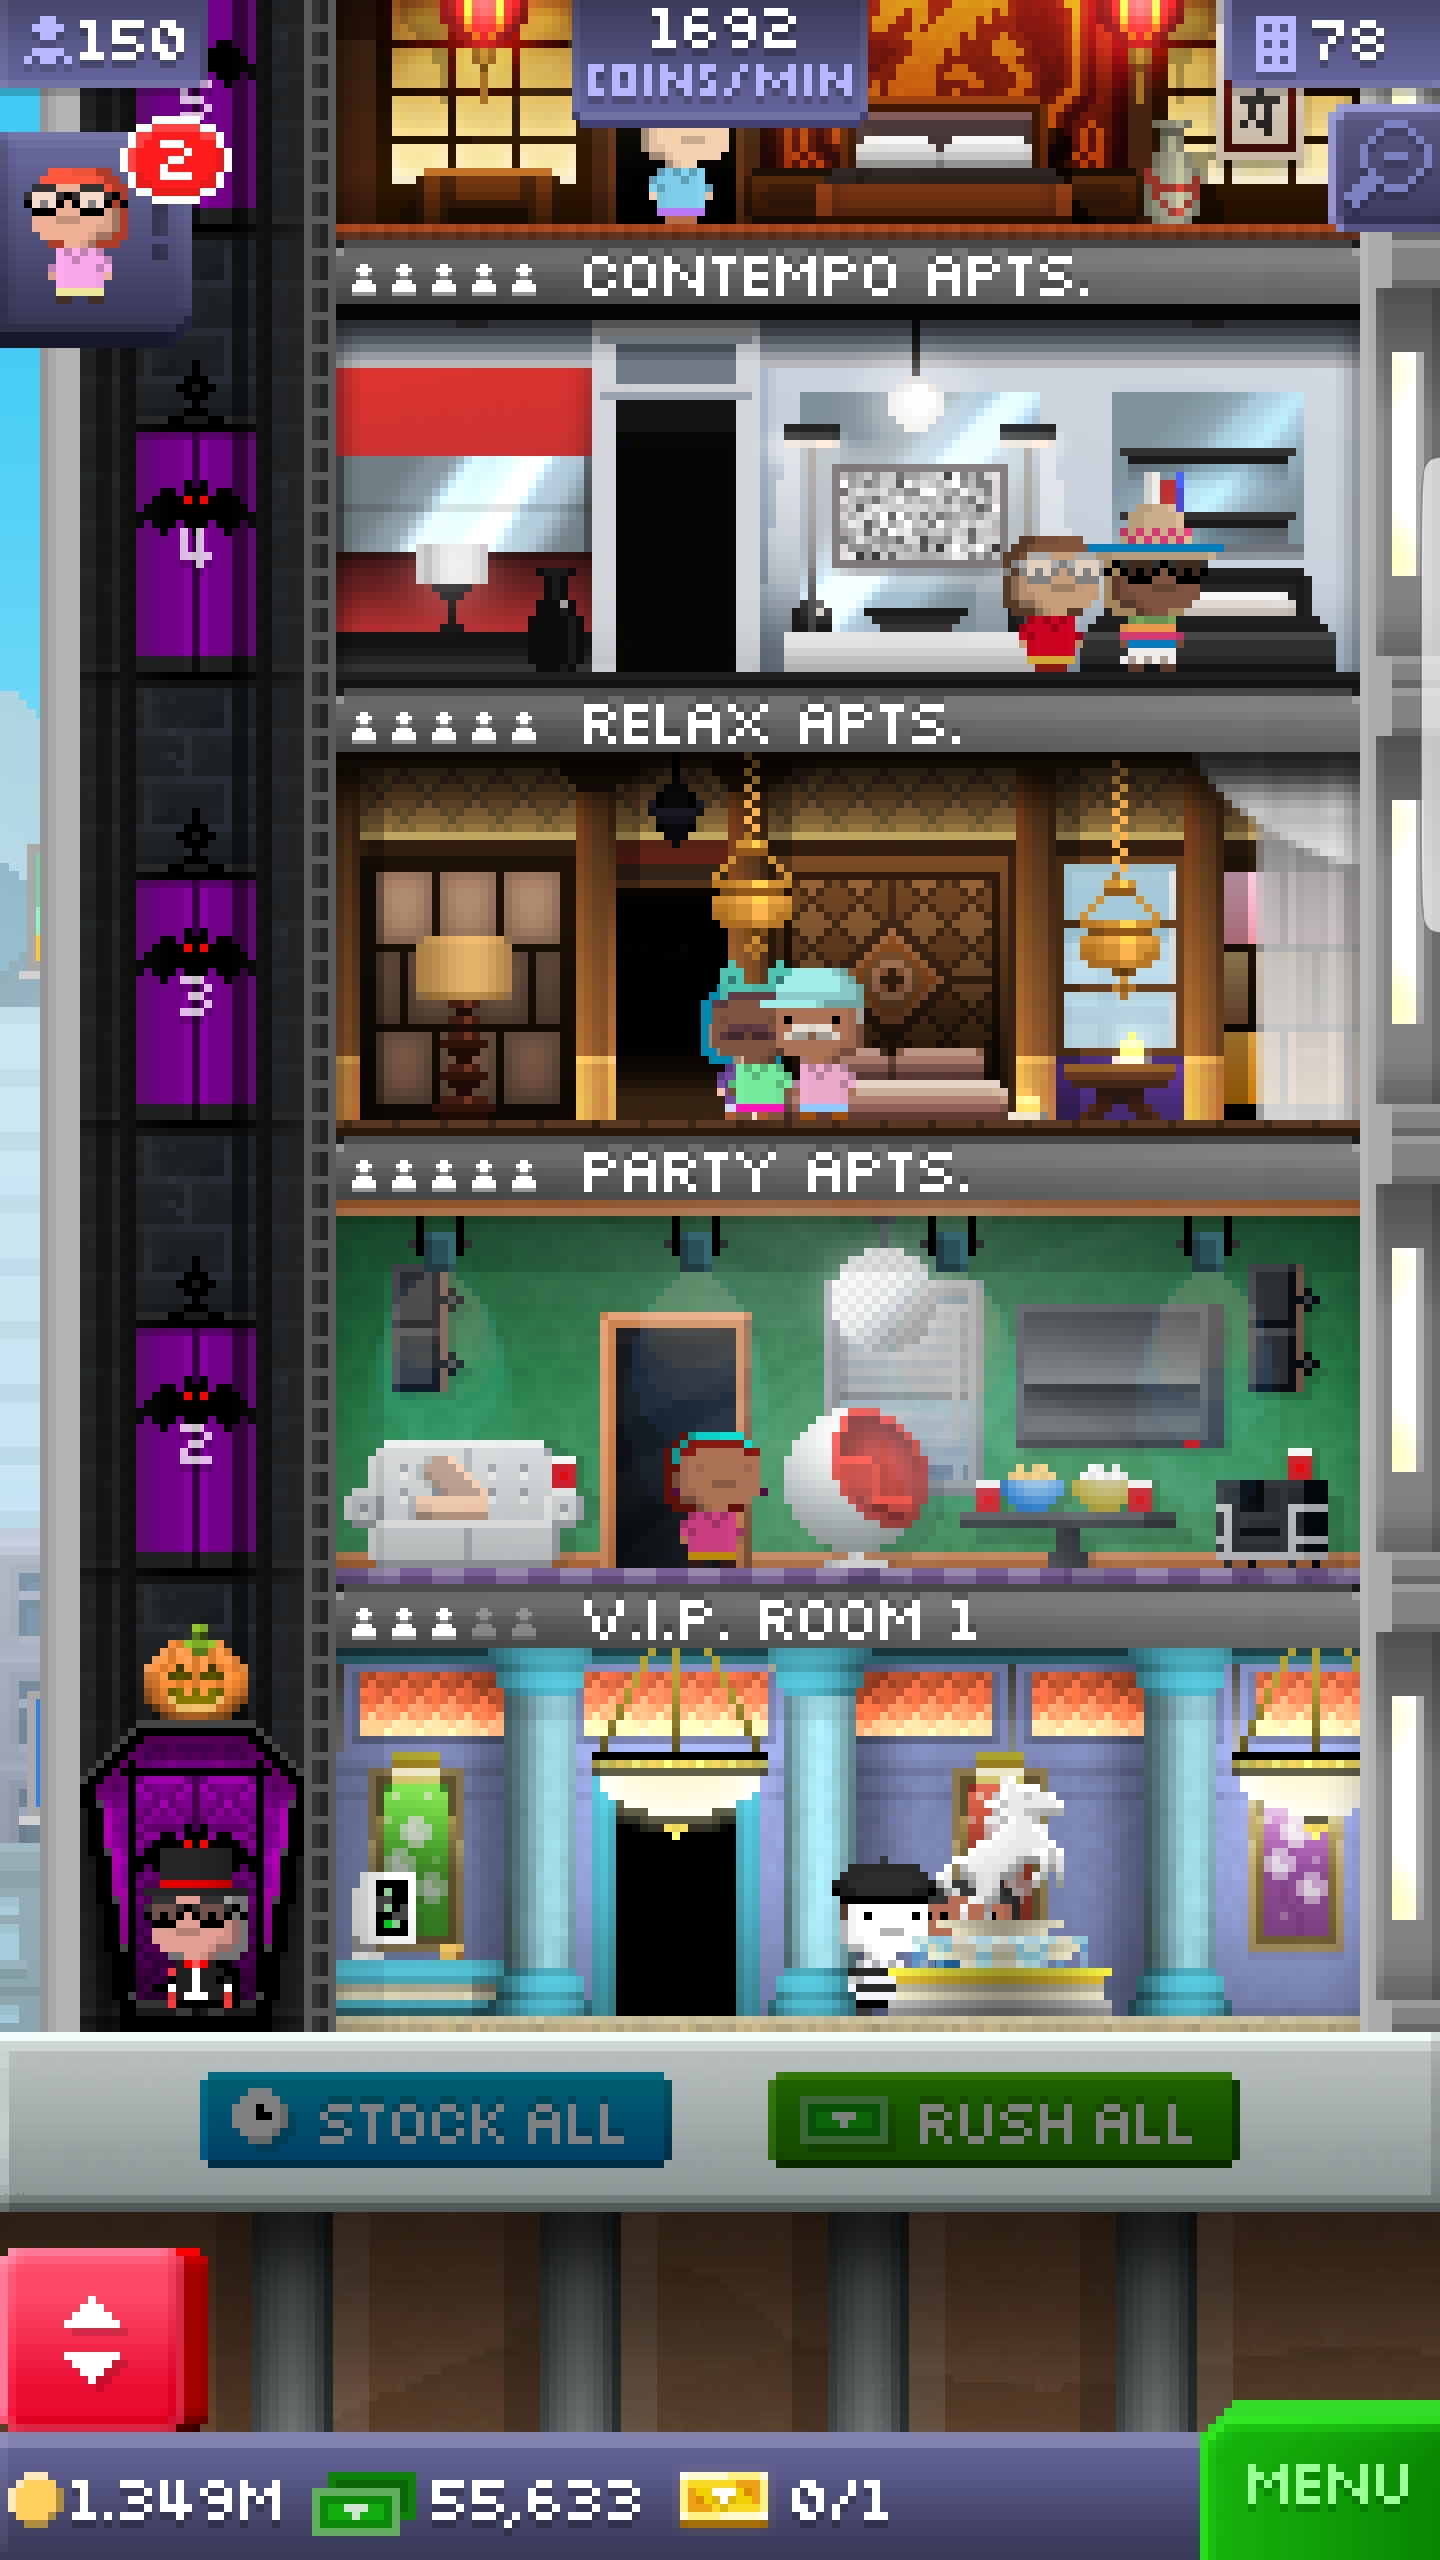 150
1692
COINS/MIN
78
5
2
CONTEMPO APTS.
4
RELAX APTS.
3
PARTY APTS.
2
V.I.P. ROOM 1
1
STOCK ALL
RUSH ALL
1.349M
55,633
0/1
MENU